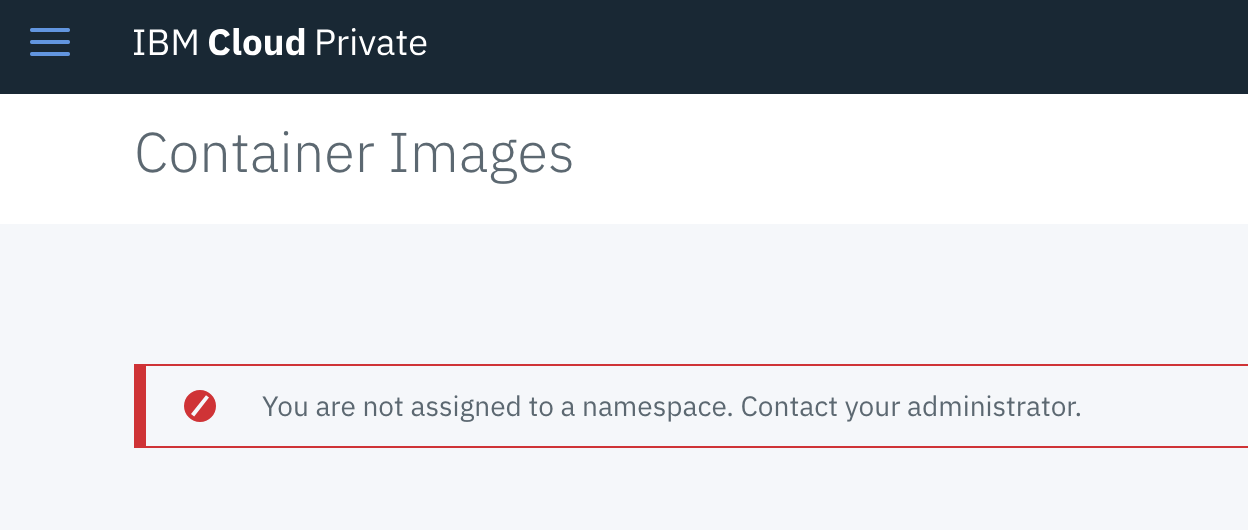 IBM Cloud Private
Container Images
You are not assigned to a namespace. Contact your administrator.